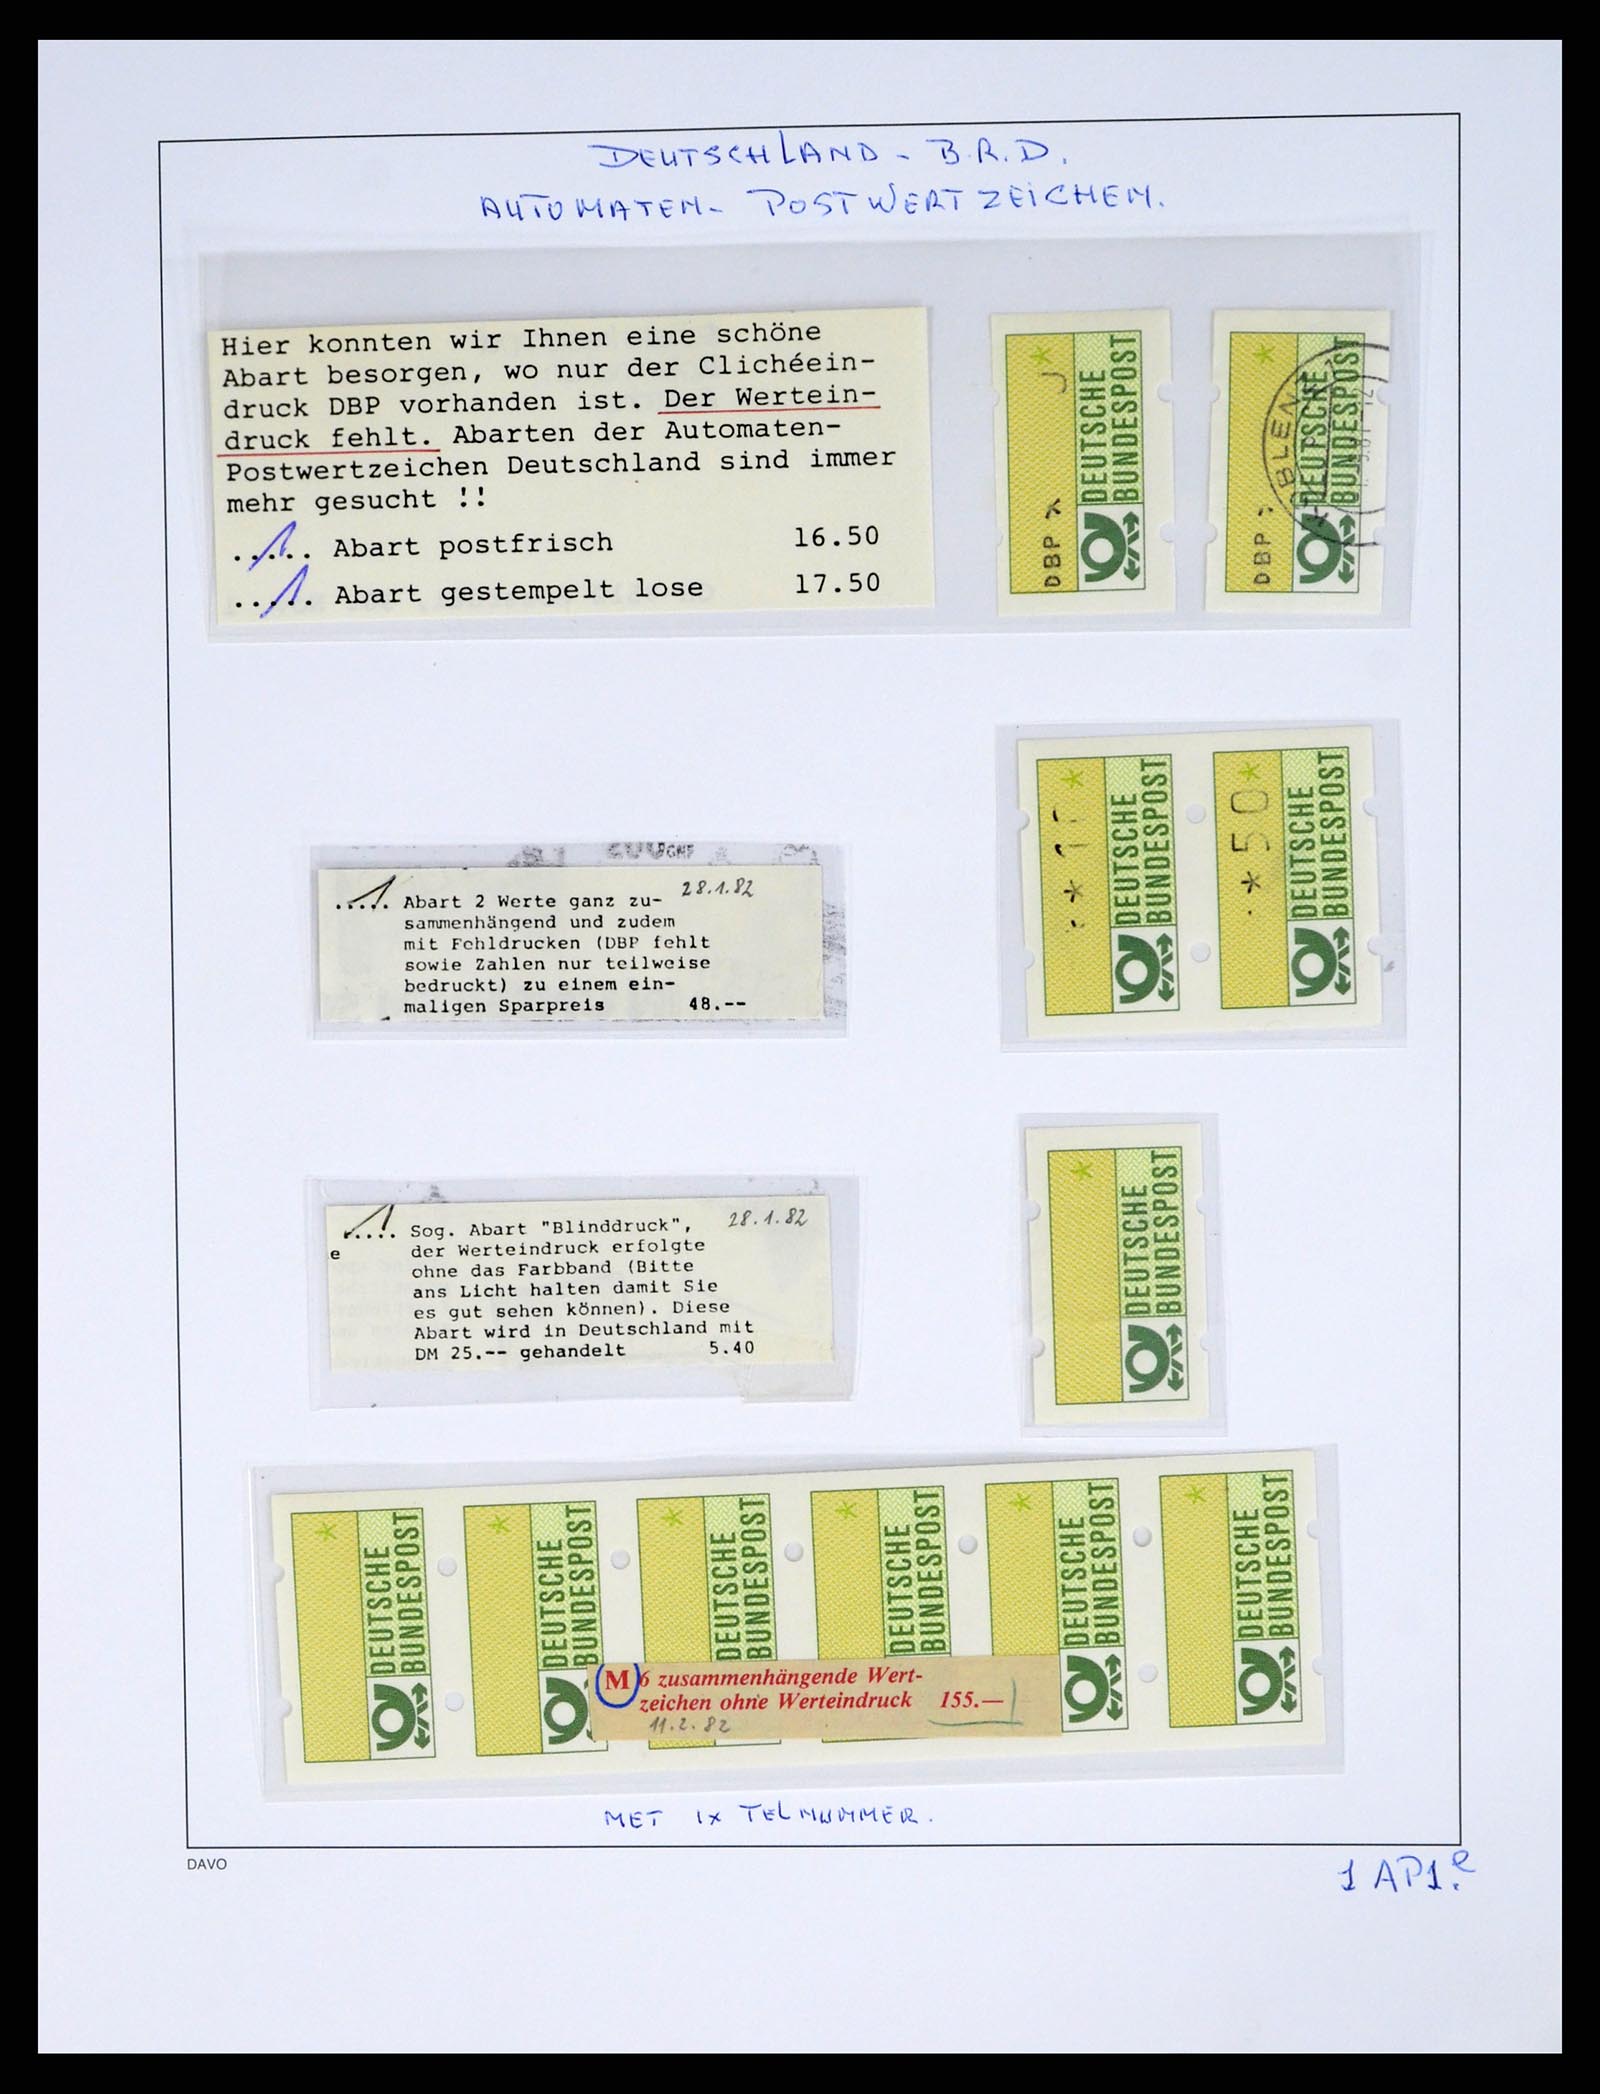 DEUTSCHLAND - B.R.D.
AUTOMATEN- POSTWERTZEICHEN.
Hier konnten wir Ihnen eine schöne
Abart besorgen, wo nur der Clichéein-
druck DBP vorhanden ist. Der Wertein-
druck fehlt. Abarten der Automaten-
Postwertzeichen Deutschland sind immer
mehr gesucht !!
..... Abart postfrisch 16.50
..... Abart gestempelt lose 17.50
DBP
DEUTSCHE
BUNDESPOST
DBP
DEUTSCHE
BUNDESPOST
28.1.82
..... Abart 2 Werte ganz zu-
sammenhängend und zudem
mit Fehldrucken (DBP fehlt
sowie Zahlen nur teilweise
bedruckt) zu einem ein-
maligen Sparpreis 48.--
DEUTSCHE
BUNDESPOST
*50*
DEUTSCHE
BUNDESPOST
28.1.82
..... Sog. Abart "Blinddruck",
e der Werteindruck erfolgte
ohne das Farbband (Bitte
ans Licht halten damit Sie
es gut sehen können). Diese
Abart wird in Deutschland mit
DM 25.-- gehandelt 5.40
DEUTSCHE
BUNDESPOST
DEUTSCHE
BUNDESPOST
DEUTSCHE
BUNDESPOST
DEUTSCHE
BUNDESPOST
DEUTSCHE
BUNDESPOST
DEUTSCHE
BUNDESPOST
DEUTSCHE
BUNDESPOST
M 6 zusammenhängende Wert-
zeichen ohne Werteindruck 155.—
11.2.82
MET 1x TELNUMMER.
DAVO
1 AP1.e